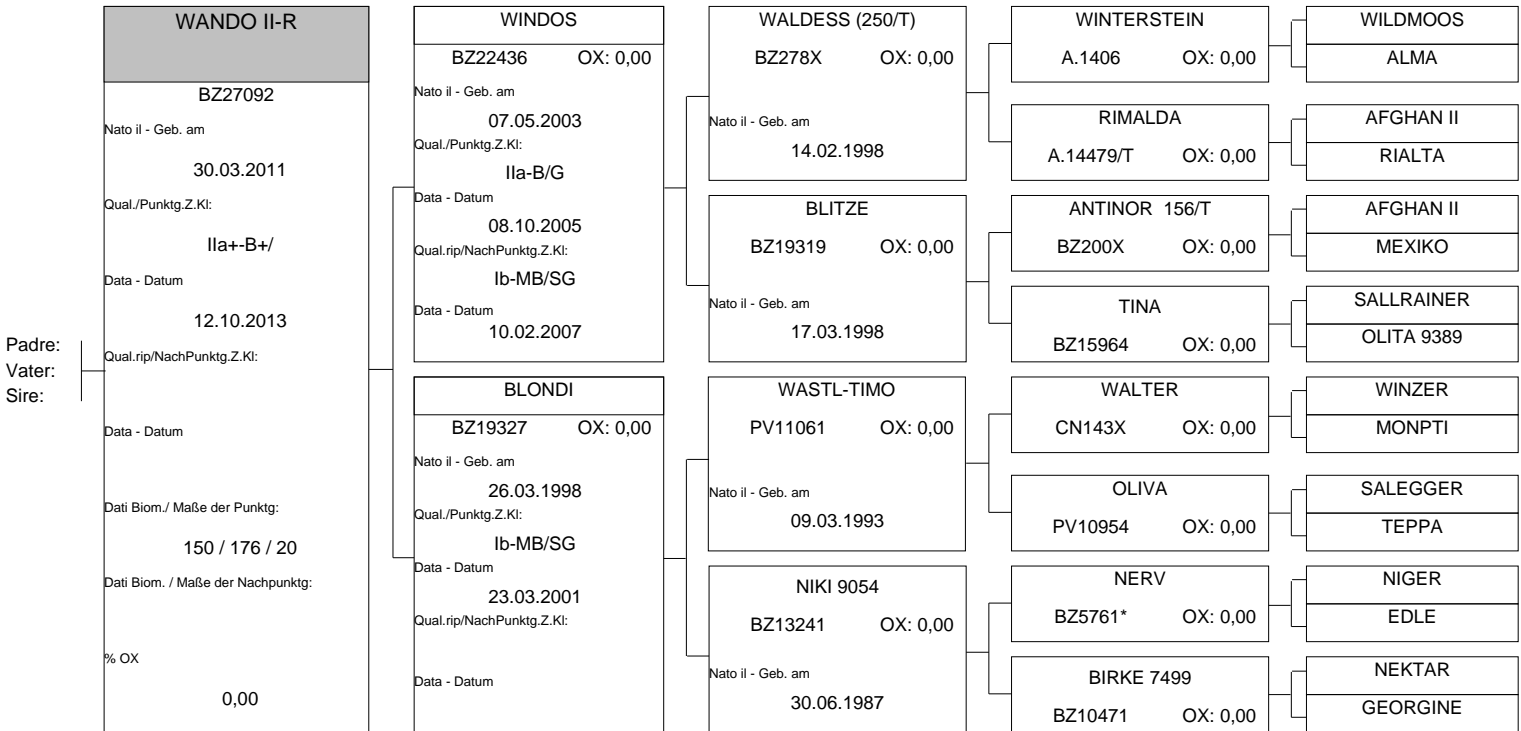 Padre:
Vater:
Sire:
WANDO II-R
BZ27092
Nato il - Geb. am
30.03.2011
Qual./Punktg.Z.Kl:
IIa+-B+/
Data - Datum
12.10.2013
Qual.rip/NachPunktg.Z.Kl:
Data - Datum
Dati Biom./ Maße der Punktg:
150 / 176 / 20
Dati Biom. / Maße der Nachpunktg:
% OX
0,00
WINDOS
BZ22436 OX: 0,00
Nato il - Geb. am
07.05.2003
Qual./Punktg.Z.Kl:
IIa-B/G
Data - Datum
08.10.2005
Qual.rip/NachPunktg.Z.Kl:
Ib-MB/SG
Data - Datum
10.02.2007
BLONDI
BZ19327 OX: 0,00
Nato il - Geb. am
26.03.1998
Qual./Punktg.Z.Kl:
Ib-MB/SG
Data - Datum
23.03.2001
Qual.rip/NachPunktg.Z.Kl:
Data - Datum
WALDESS (250/T)
BZ278X OX: 0,00
Nato il - Geb. am
14.02.1998
BLITZE
BZ19319 OX: 0,00
Nato il - Geb. am
17.03.1998
WASTL-TIMO
PV11061 OX: 0,00
Nato il - Geb. am
09.03.1993
NIKI 9054
BZ13241 OX: 0,00
Nato il - Geb. am
30.06.1987
WINTERSTEIN
A.1406 OX: 0,00
RIMALDA
A.14479/T OX: 0,00
ANTINOR 156/T
BZ200X OX: 0,00
TINA
BZ15964 OX: 0,00
WALTER
CN143X OX: 0,00
OLIVA
PV10954 OX: 0,00
NERV
BZ5761* OX: 0,00
BIRKE 7499
BZ10471 OX: 0,00
WILDMOOS
ALMA
AFGHAN II
RIALTA
AFGHAN II
MEXIKO
SALLRAINER
OLITA 9389
WINZER
MONPTI
SALEGGER
TEPPA
NIGER
EDLE
NEKTAR
GEORGINE